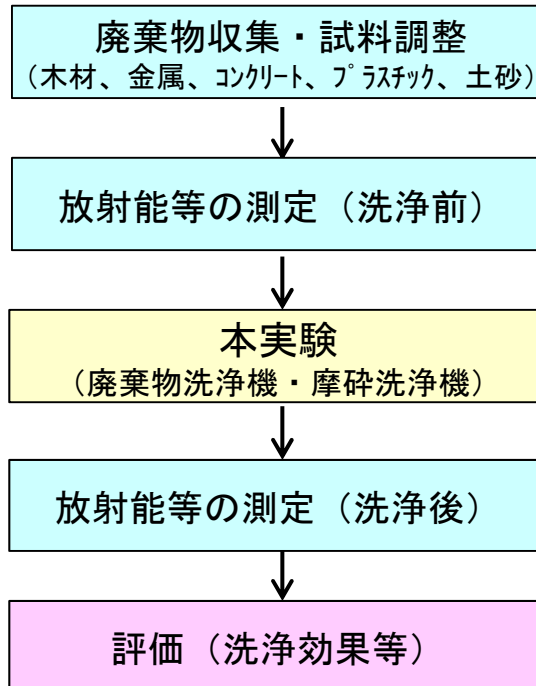 廃棄物収集・試料調整
（木材、金属、ｺﾝｸﾘｰﾄ、ﾌﾟﾗｽﾁｯｸ、土砂）
放射能等の測定（洗浄前）
本実験
（廃棄物洗浄機・摩砕洗浄機）
放射能等の測定（洗浄後）
評価（洗浄効果等）